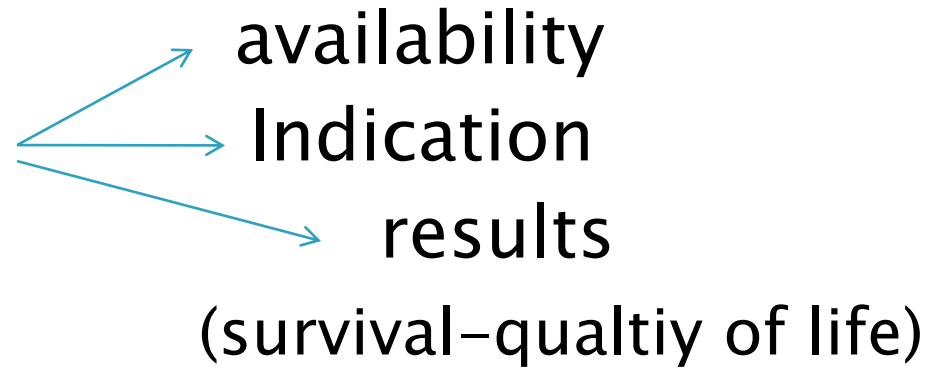 availability
Indication
results
(survival-qualtiy of life)